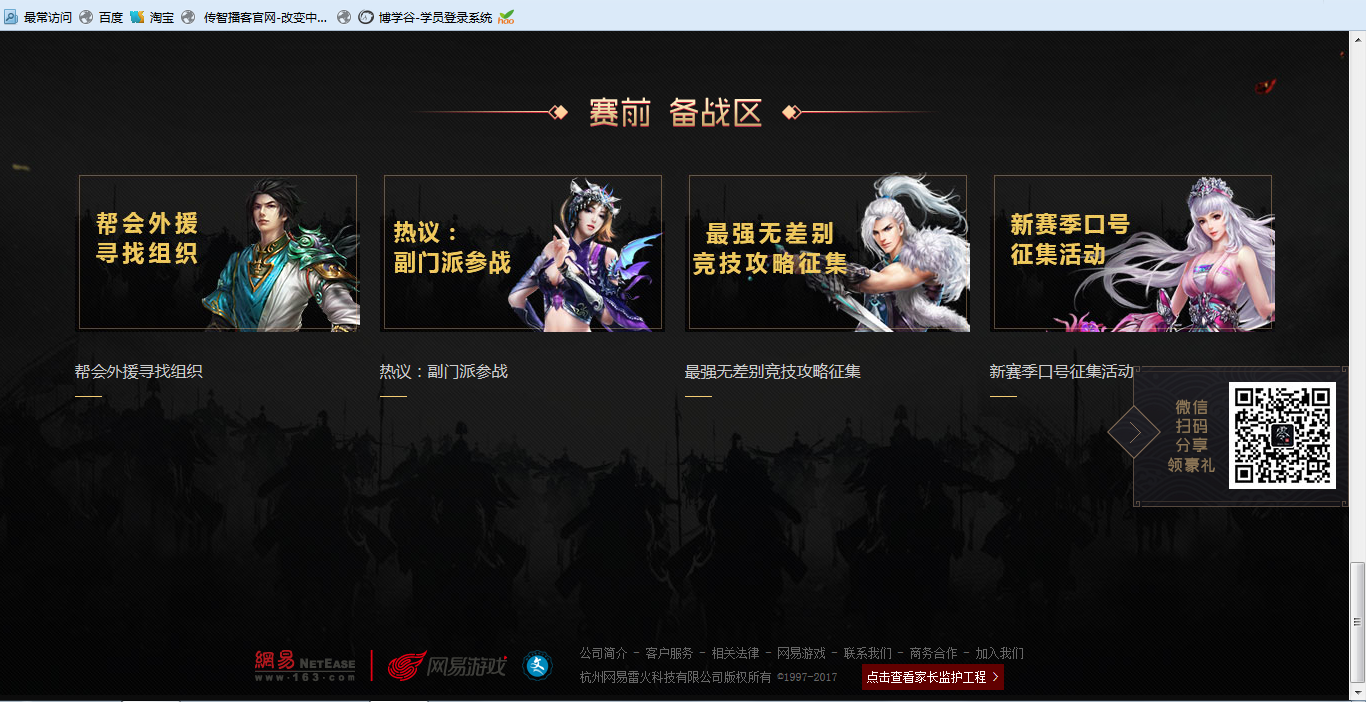 最常访问 百度 淘宝 传智播客官网-改变中... 博学谷-学员登录系统 hao
赛前 备战区
帮会外援
寻找组织
热议：
副门派参战
最强无差别
竞技攻略征集
新赛季口号
征集活动
帮会外援寻找组织
热议：副门派参战
最强无差别竞技攻略征集
新赛季口号征集活动
微信
扫码
分享
领豪礼
網易 NETEASE
www.163.com
网易游戏
文
公司简介 - 客户服务 - 相关法律 - 网易游戏 - 联系我们 - 商务合作 - 加入我们
杭州网易雷火科技有限公司版权所有 ©1997-2017
点击查看家长监护工程 >